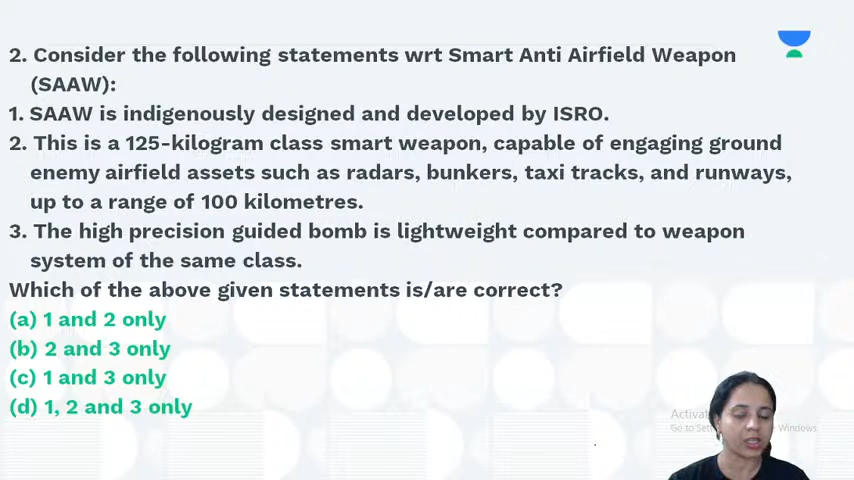 2. Consider the following statements wrt Smart Anti Airfield Weapon
(SAAW):
1. SAAW is indigenously designed and developed by ISRO.
2. This is a 125-kilogram class smart weapon, capable of engaging ground
enemy airfield assets such as radars, bunkers, taxi tracks, and runways,
up to a range of 100 kilometres.
3. The high precision guided bomb is lightweight compared to weapon
system of the same class.
Which of the above given statements is/are correct?
(a) 1 and 2 only
(b) 2 and 3 only
(c) 1 and 3 only
(d) 1, 2 and 3 only
Go to Windows